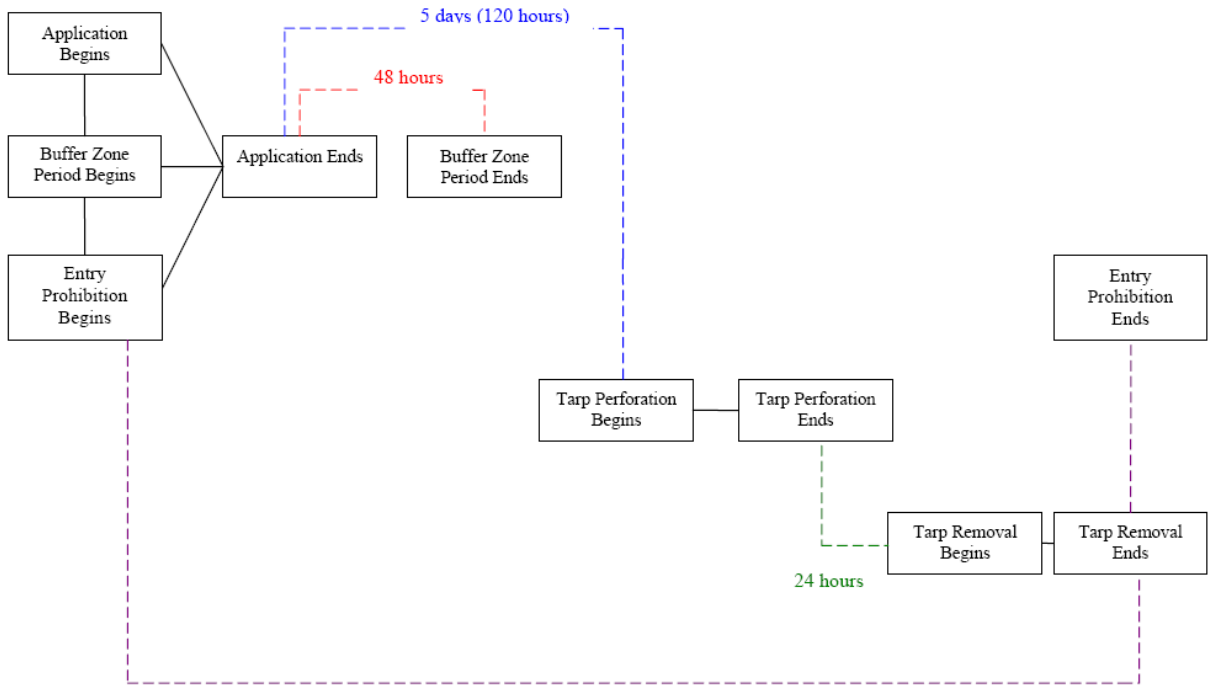 5 days (120 hours)
Application
Begins
48 hours
Buffer Zone
Period Begins
Application Ends
Buffer Zone
Period Ends
Entry
Prohibition
Begins
Entry
Prohibition
Ends
Tarp Perforation
Begins
Tarp Perforation
Ends
Tarp Removal
Begins
Tarp Removal
Ends
24 hours